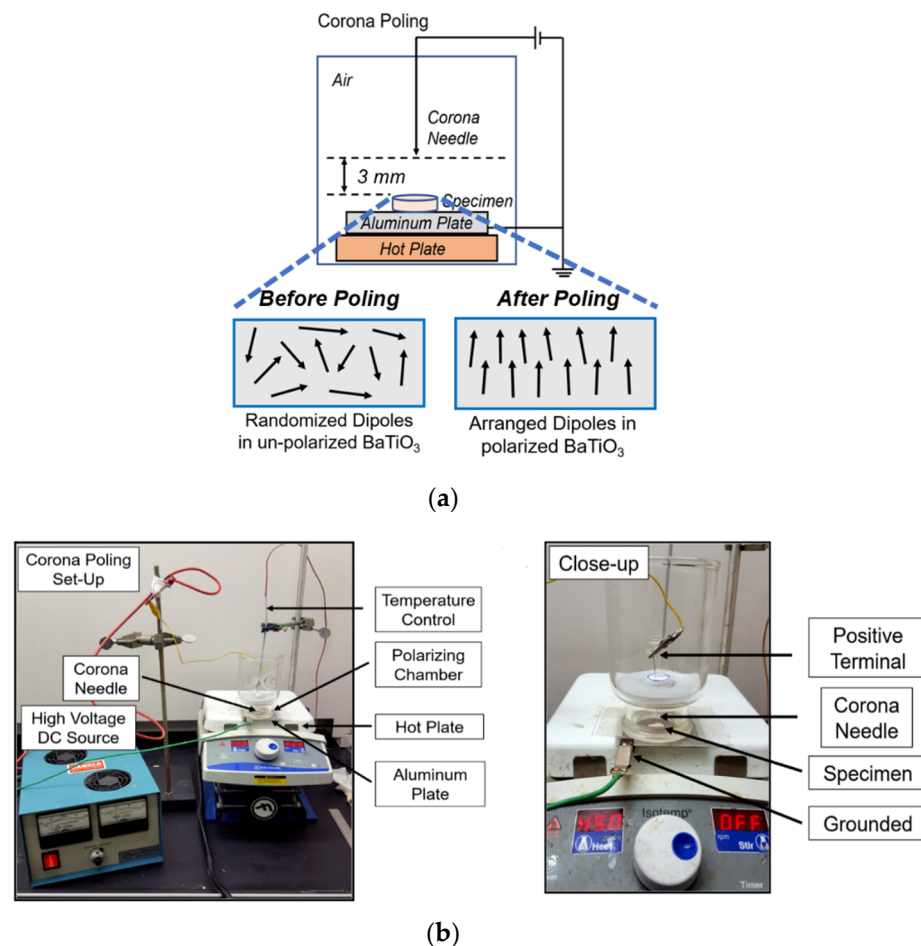 Corona Poling
Air
Corona
Needle
3 mm
Specimen
Aluminum Plate
Hot Plate
Before Poling
After Poling
Randomized Dipoles
in un-polarized BaTiO3
Arranged Dipoles in
polarized BaTiO3
(a)
Corona Poling
Set-Up
Temperature
Control
Corona
Needle
Polarizing
Chamber
High Voltage
DC Source
Hot Plate
Aluminum
Plate
DANGER
Close-up
Positive
Terminal
Corona
Needle
Specimen
Grounded
Isotemp
450
OFF
rpm
Heat
Stir
Timer
(b)